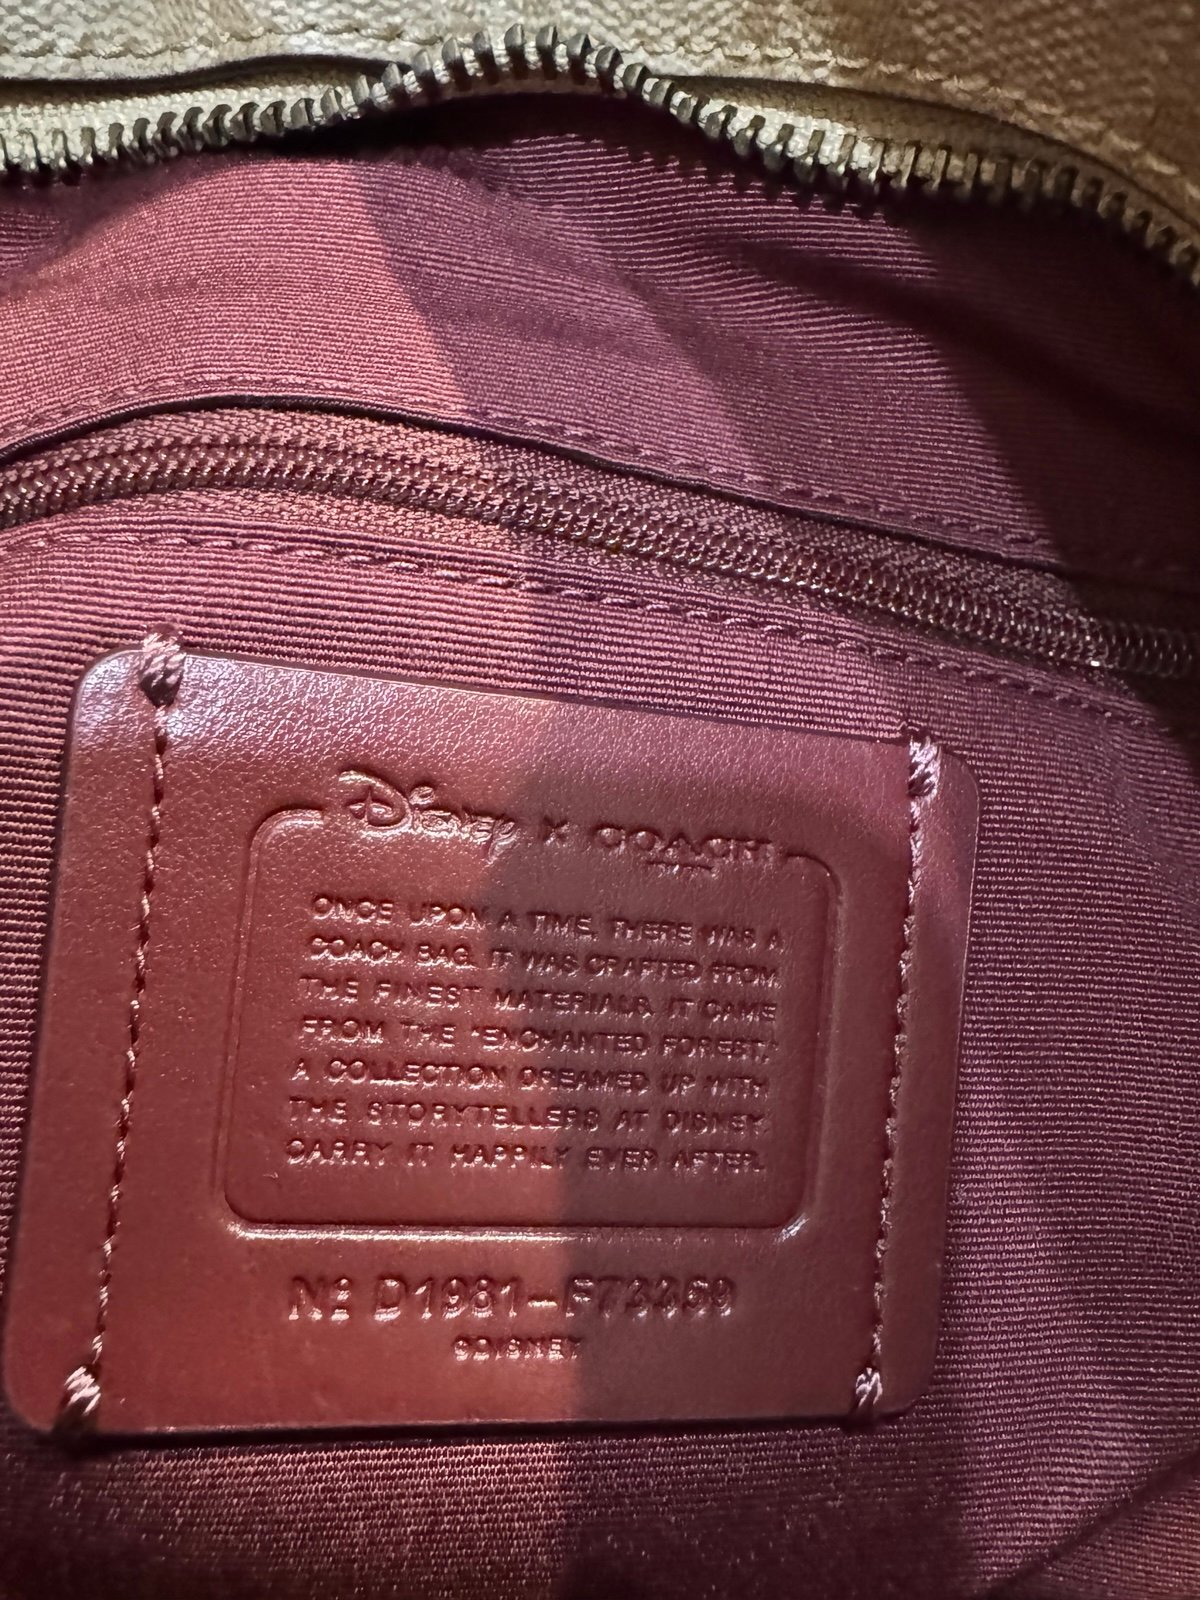 Disney X COACH
ONCE UPON A TIME, THERE WAS A
COACH BAG. IT WAS CRAFTED FROM
THE FINEST MATERIALS. IT CAME
FROM THE "ENCHANTED FOREST,"
A COLLECTION DREAMED UP WITH
THE STORYTELLERS AT DISNEY.
CARRY IT HAPPILY EVER AFTER.
Nº D1981-
©DISNEY